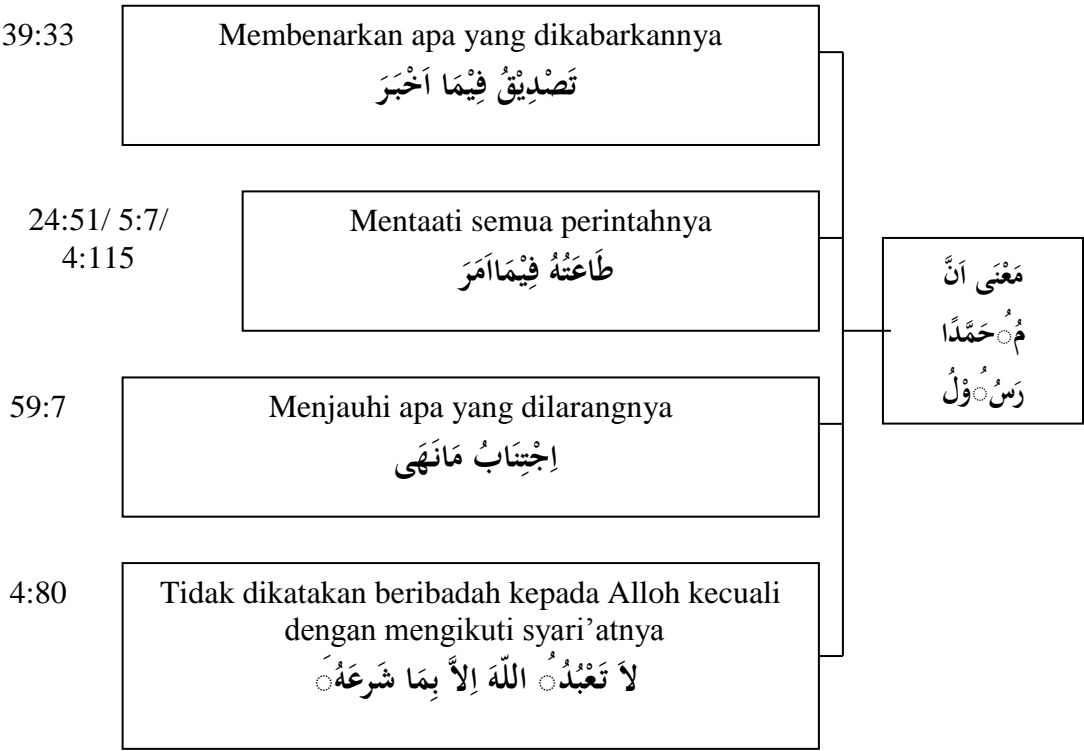 39:33
Membenarkan apa yang dikabarkannya
تَصْدِيْقُ فِيْمَا اَخْبَرَ
24:51/ 5:7/
4:115
Mentaati semua perintahnya
طَاعَتُهُ فِيْمَااَمَرَ
مَعْنَى اَنَّ
مُ◌ُحَمَّدًا
رَسُ◌ُوْلُ
59:7
Menjauhi apa yang dilarangnya
اِجْتِنَابُ مَانَهَى
4:80
Tidak dikatakan beribadah kepada Alloh kecuali
dengan mengikuti syari’atnya
لاَ تَعْبُدُ◌ُ اللّهَ اِلاَّ بِمَا شَرعَهُ◌َ